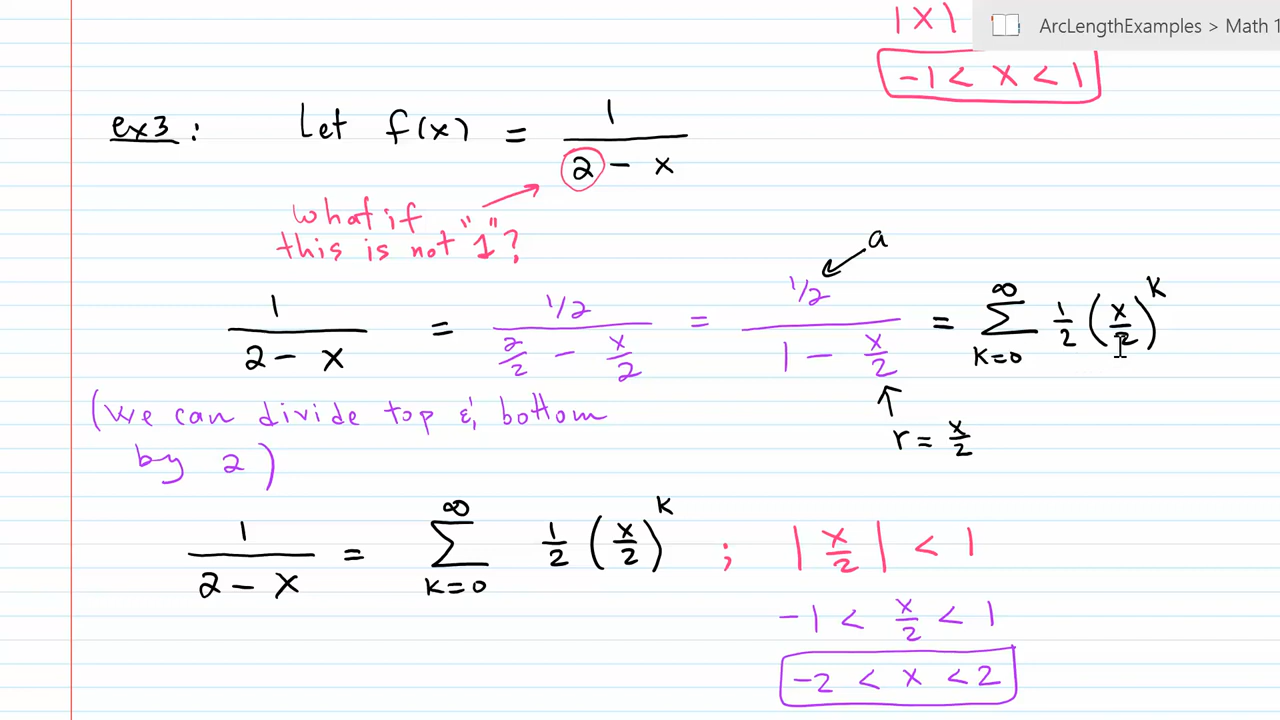 |x|
ArcLengthExamples > Math 1
-1 < x < 1
ex3: Let f(x) = 1/(2 - x)
What if
this is not "1"?
a
1/(2 - x) = (1/2)/(2/2 - x/2) = (1/2)/(1 - x/2) = ∑_{k=0}^{∞} 1/2 (x/2)^k
r = x/2
(We can divide top & bottom
by 2)
1/(2 - x) = ∑_{k=0}^{∞} 1/2 (x/2)^k ; |x/2| < 1
-1 < x/2 < 1
-2 < x < 2